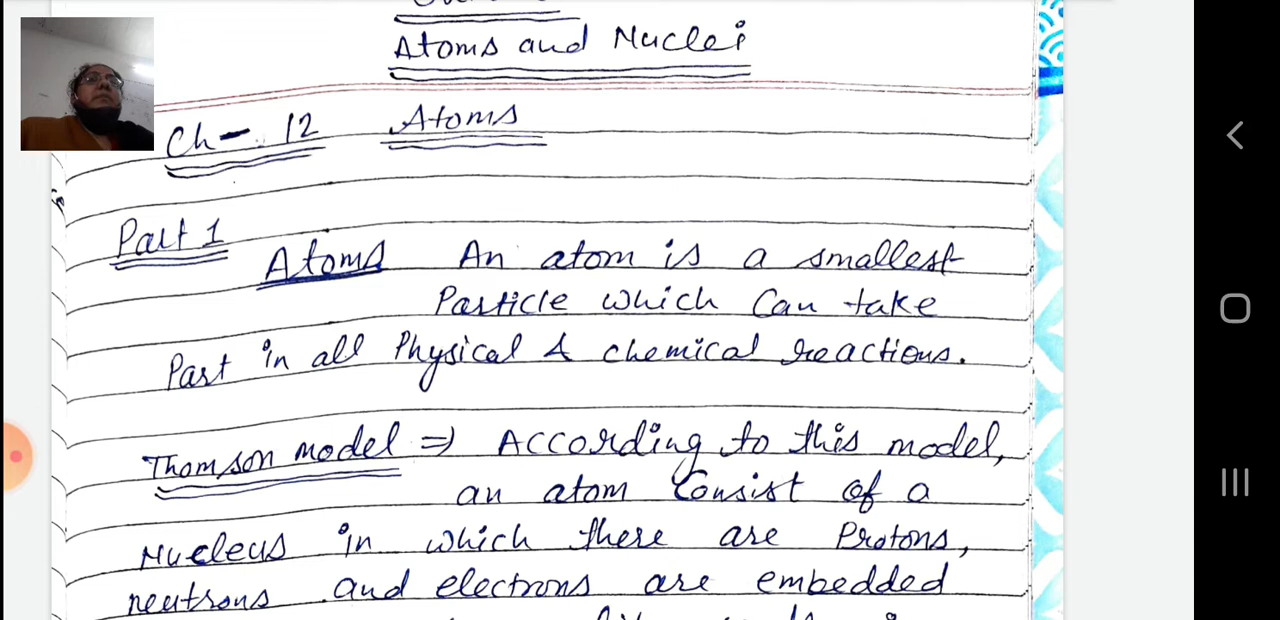 Atoms and Nuclei
Ch-. 12 Atoms
Part 1
Atoms An atom is a smallest
Particle which Can take
Part in all Physical & chemical reactions.
Thomson model ⇒ According to this model,
an atom Consist of a
Nucleus in which there are Protons,
neutrons and electrons are embedded